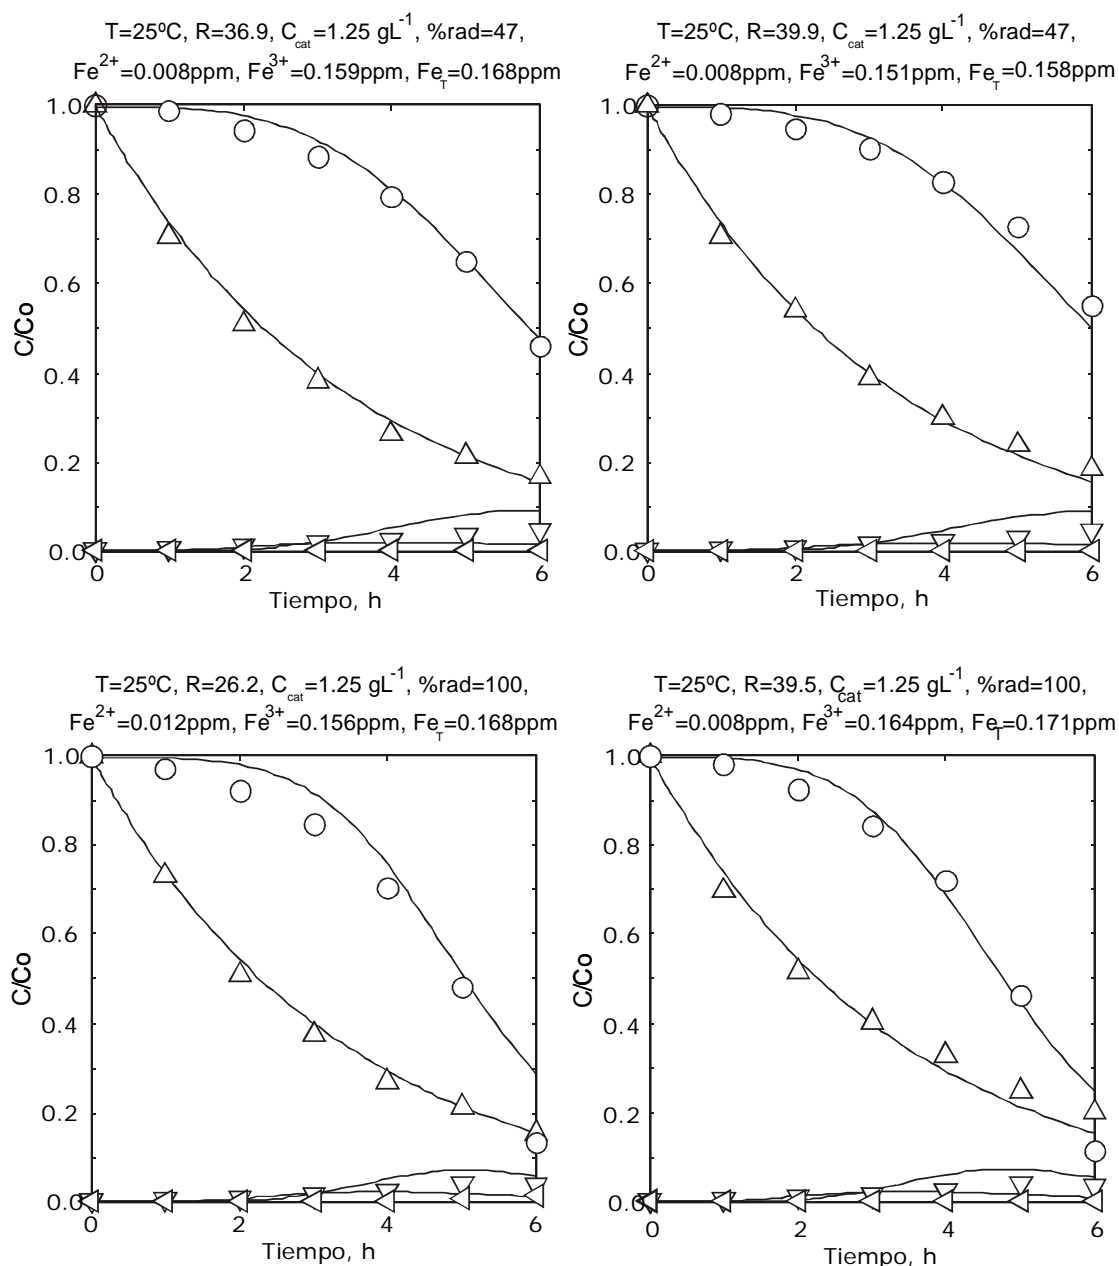 T=25ºC, R=36.9, Ccat=1.25 gL-1, %rad=47,
Fe2+=0.008ppm, Fe3+=0.159ppm, FeT=0.168ppm
1.0
0.8
0.6
0.4
0.2
0.0
C/Co
0 2 4 6
Tiempo, h
T=25ºC, R=39.9, Ccat=1.25 gL-1, %rad=47,
Fe2+=0.008ppm, Fe3+=0.151ppm, FeT=0.158ppm
1.0
0.8
0.6
0.4
0.2
0.0
C/Co
0 2 4 6
Tiempo, h
T=25ºC, R=26.2, Ccat=1.25 gL-1, %rad=100,
Fe2+=0.012ppm, Fe3+=0.156ppm, FeT=0.168ppm
1.0
0.8
0.6
0.4
0.2
0.0
C/Co
0 2 4 6
Tiempo, h
T=25ºC, R=39.5, Ccat=1.25 gL-1, %rad=100,
Fe2+=0.008ppm, Fe3+=0.164ppm, FeT=0.171ppm
1.0
0.8
0.6
0.4
0.2
0.0
C/Co
0 2 4 6
Tiempo, h